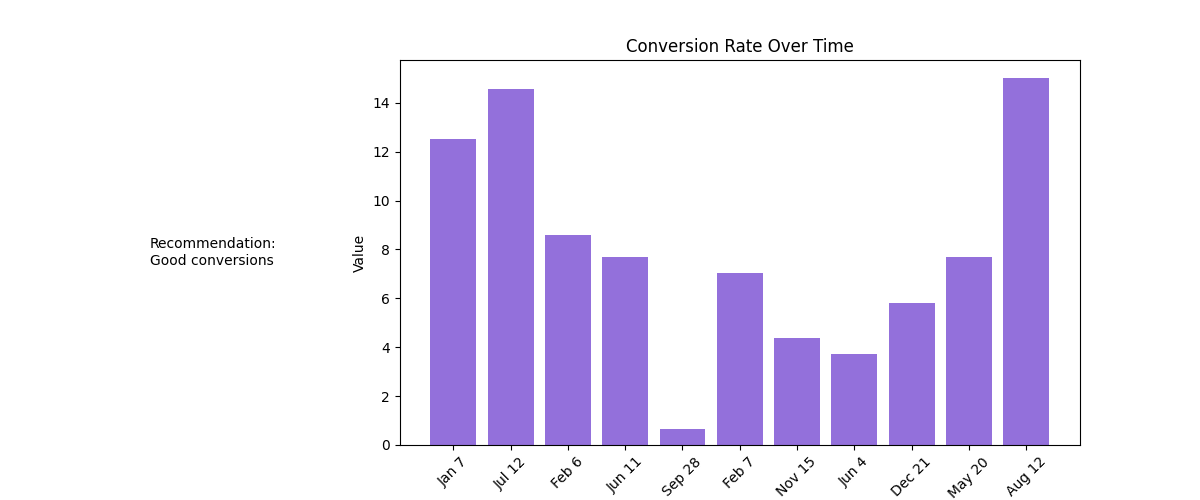 Conversion Rate Over Time
Recommendation:
Good conversions
Value
14
12
10
8
6
4
2
0
Jan 7
Jul 12
Feb 6
Jun 11
Sep 28
Feb 7
Nov 15
Jun 4
Dec 21
May 20
Aug 12